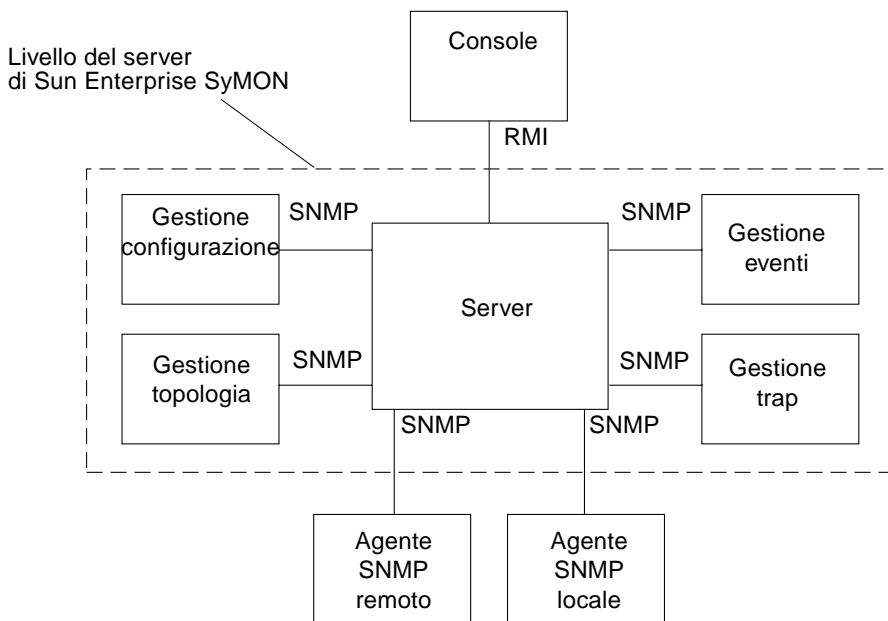 Console
Livello del server
di Sun Enterprise SyMON
RMI
Gestione
configurazione
SNMP
SNMP
Gestione
eventi
Server
Gestione
topologia
SNMP
SNMP
Gestione
trap
SNMP
SNMP
Agente
SNMP
remoto
Agente
SNMP
locale